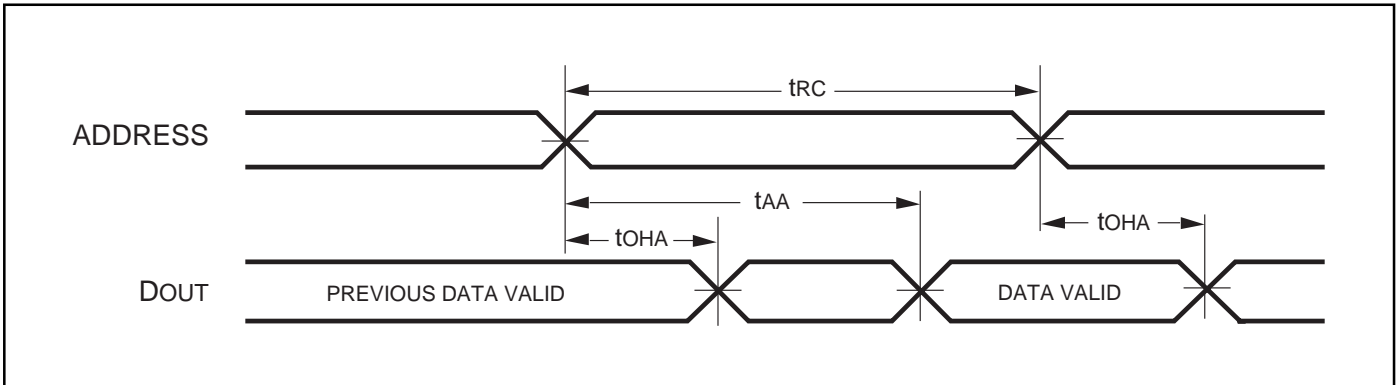 tRC
ADDRESS
tAA
tOHA
tOHA
DOUT
PREVIOUS DATA VALID
DATA VALID